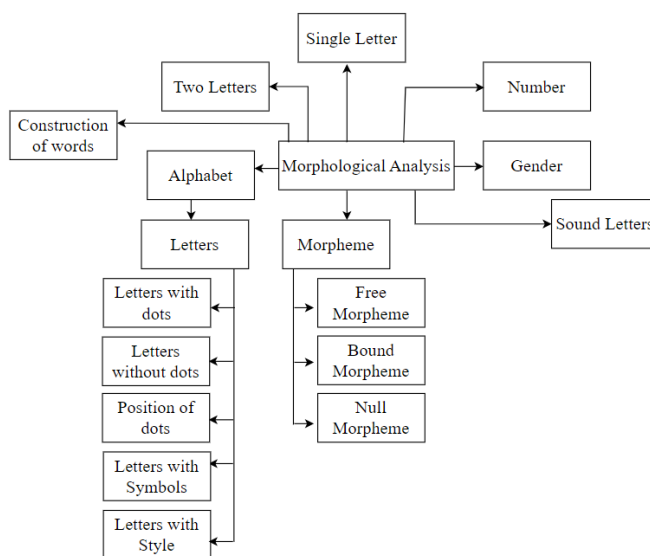 Single Letter
Two Letters
Number
Construction
of words
Morphological Analysis
Alphabet
Gender
Sound Letters
Letters
Morpheme
Letters with
dots
Free
Morpheme
Letters
without dots
Bound
Morpheme
Position of
dots
Null
Morpheme
Letters with
Symbols
Letters with
Style